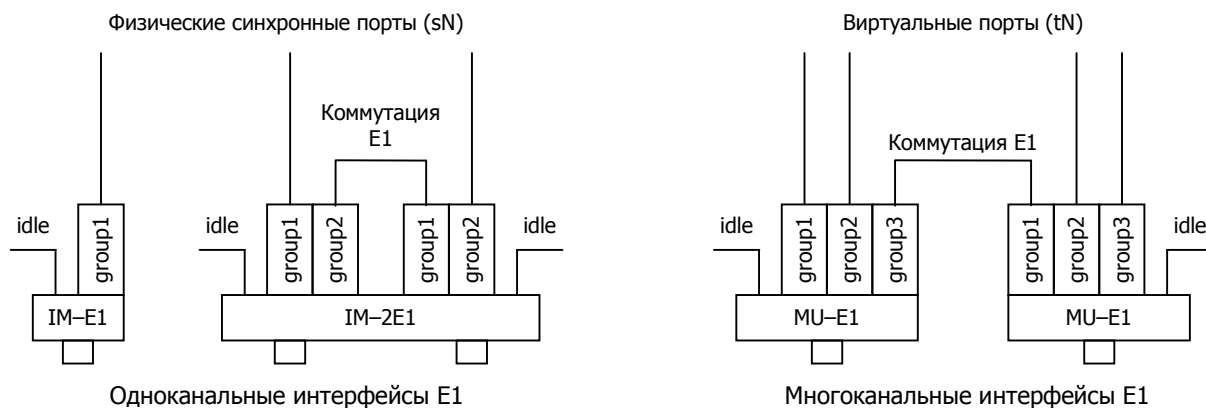 Физические синхронные порты (sN)
Виртуальные порты (tN)
Коммутация
E1
Коммутация E1
idle
group1
idle
group1
group2
group1
group2
idle
idle
group1
group2
group3
group1
group2
group3
idle
IM–E1
IM–2E1
MU–E1
MU–E1
Одноканальные интерфейсы E1
Многоканальные интерфейсы E1